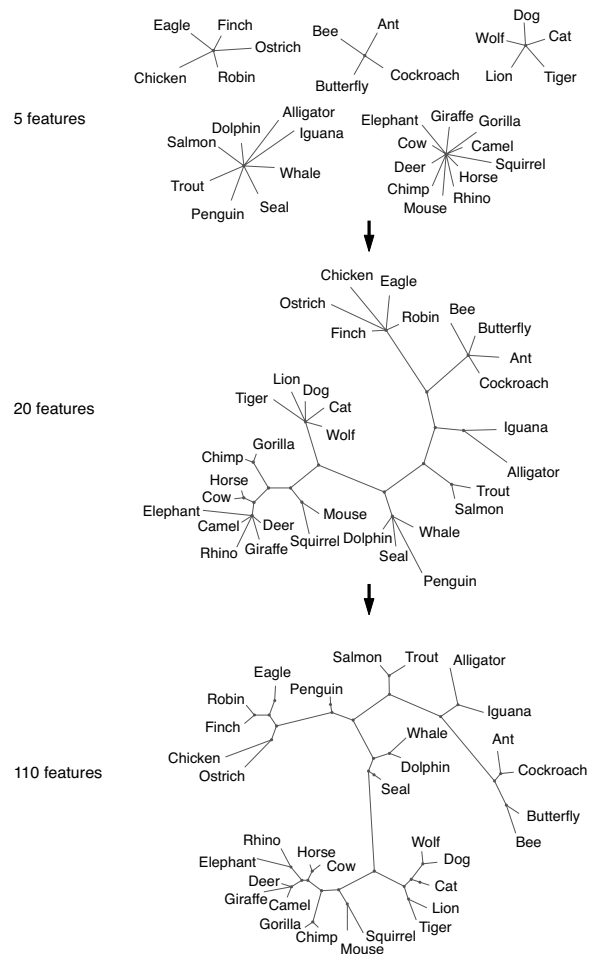 Eagle
Finch
Ostrich
Chicken
Robin
Bee
Ant
Butterfly
Cockroach
Dog
Wolf
Cat
Lion
Tiger
5 features
Alligator
Dolphin
Iguana
Salmon
Whale
Trout
Penguin
Seal
Elephant
Giraffe
Gorilla
Cow
Camel
Squirrel
Deer
Horse
Chimp
Rhino
Mouse
20 features
Chicken
Eagle
Ostrich
Robin
Finch
Bee
Butterfly
Ant
Cockroach
Lion
Dog
Tiger
Cat
Wolf
Iguana
Alligator
Gorilla
Chimp
Horse
Cow
Elephant
Camel
Deer
Rhino
Giraffe
Mouse
Squirrel
Trout
Salmon
Dolphin
Whale
Seal
Penguin
110 features
Salmon
Trout
Alligator
Eagle
Penguin
Robin
Finch
Iguana
Chicken
Ostrich
Whale
Dolphin
Seal
Ant
Cockroach
Butterfly
Bee
Rhino
Horse
Elephant
Cow
Deer
Giraffe
Camel
Gorilla
Chimp
Mouse
Squirrel
Wolf
Dog
Cat
Lion
Tiger